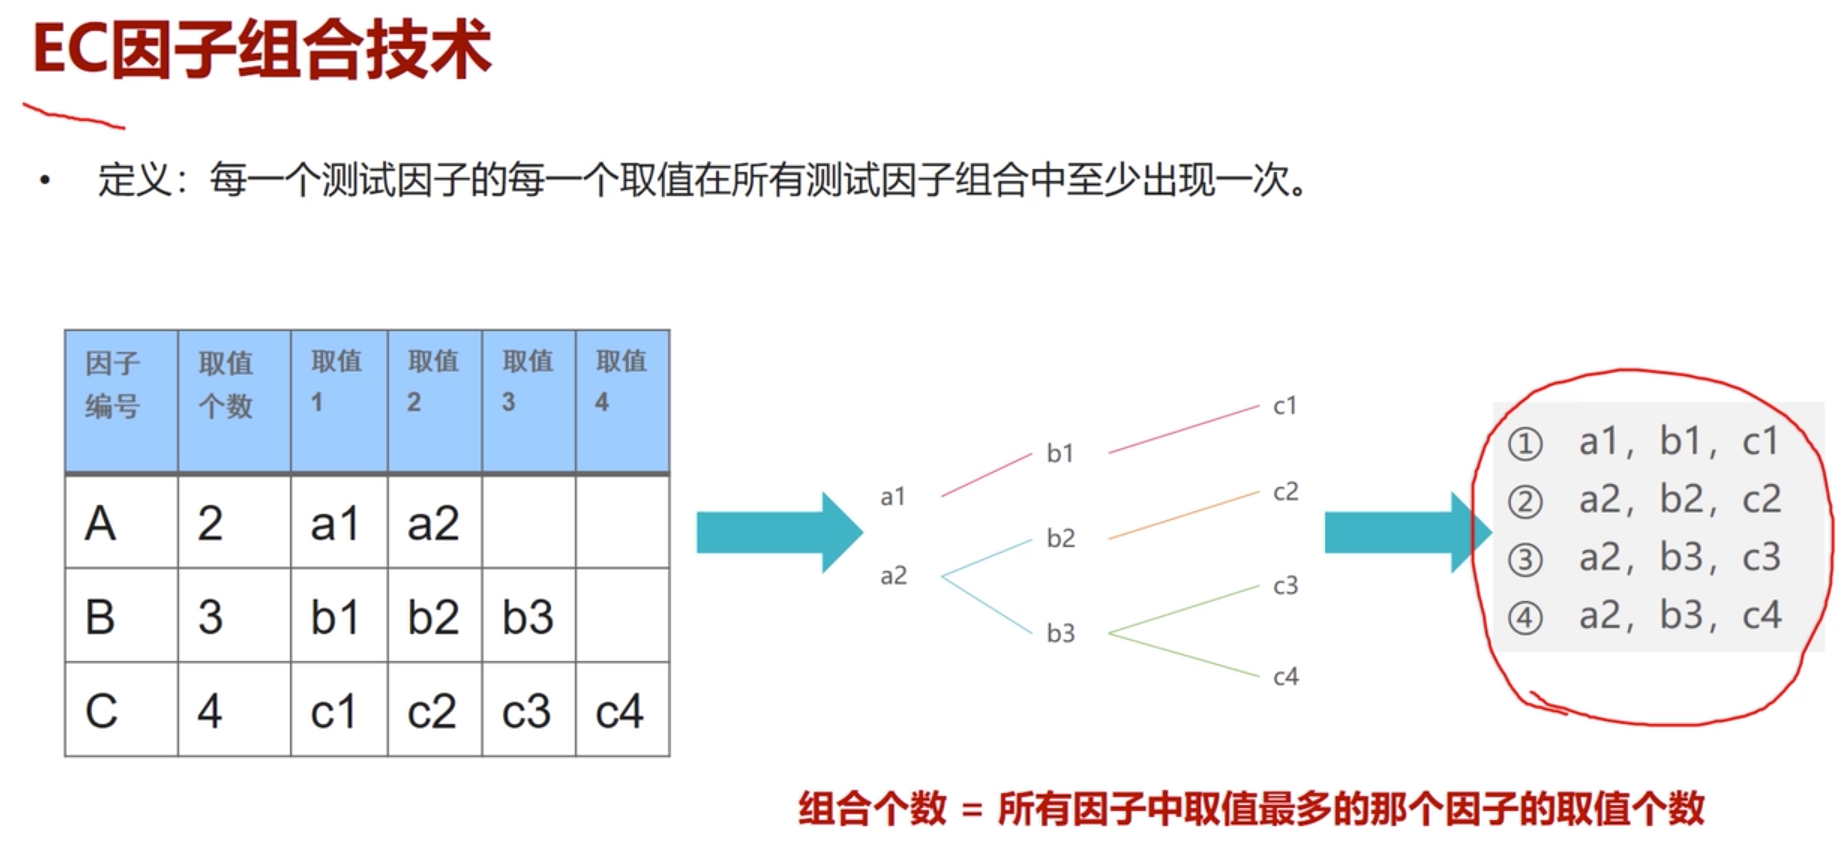 EC因子组合技术
• 定义：每一个测试因子的每一个取值在所有测试因子组合中至少出现一次。
因子编号 取值个数 取值1 取值2 取值3 取值4
A 2 a1 a2
B 3 b1 b2 b3
C 4 c1 c2 c3 c4
a1
a2
b1
b2
b3
c1
c2
c3
c4
① a1，b1，c1
② a2，b2，c2
③ a2，b3，c3
④ a2，b3，c4
组合个数 = 所有因子中取值最多的那个因子的取值个数